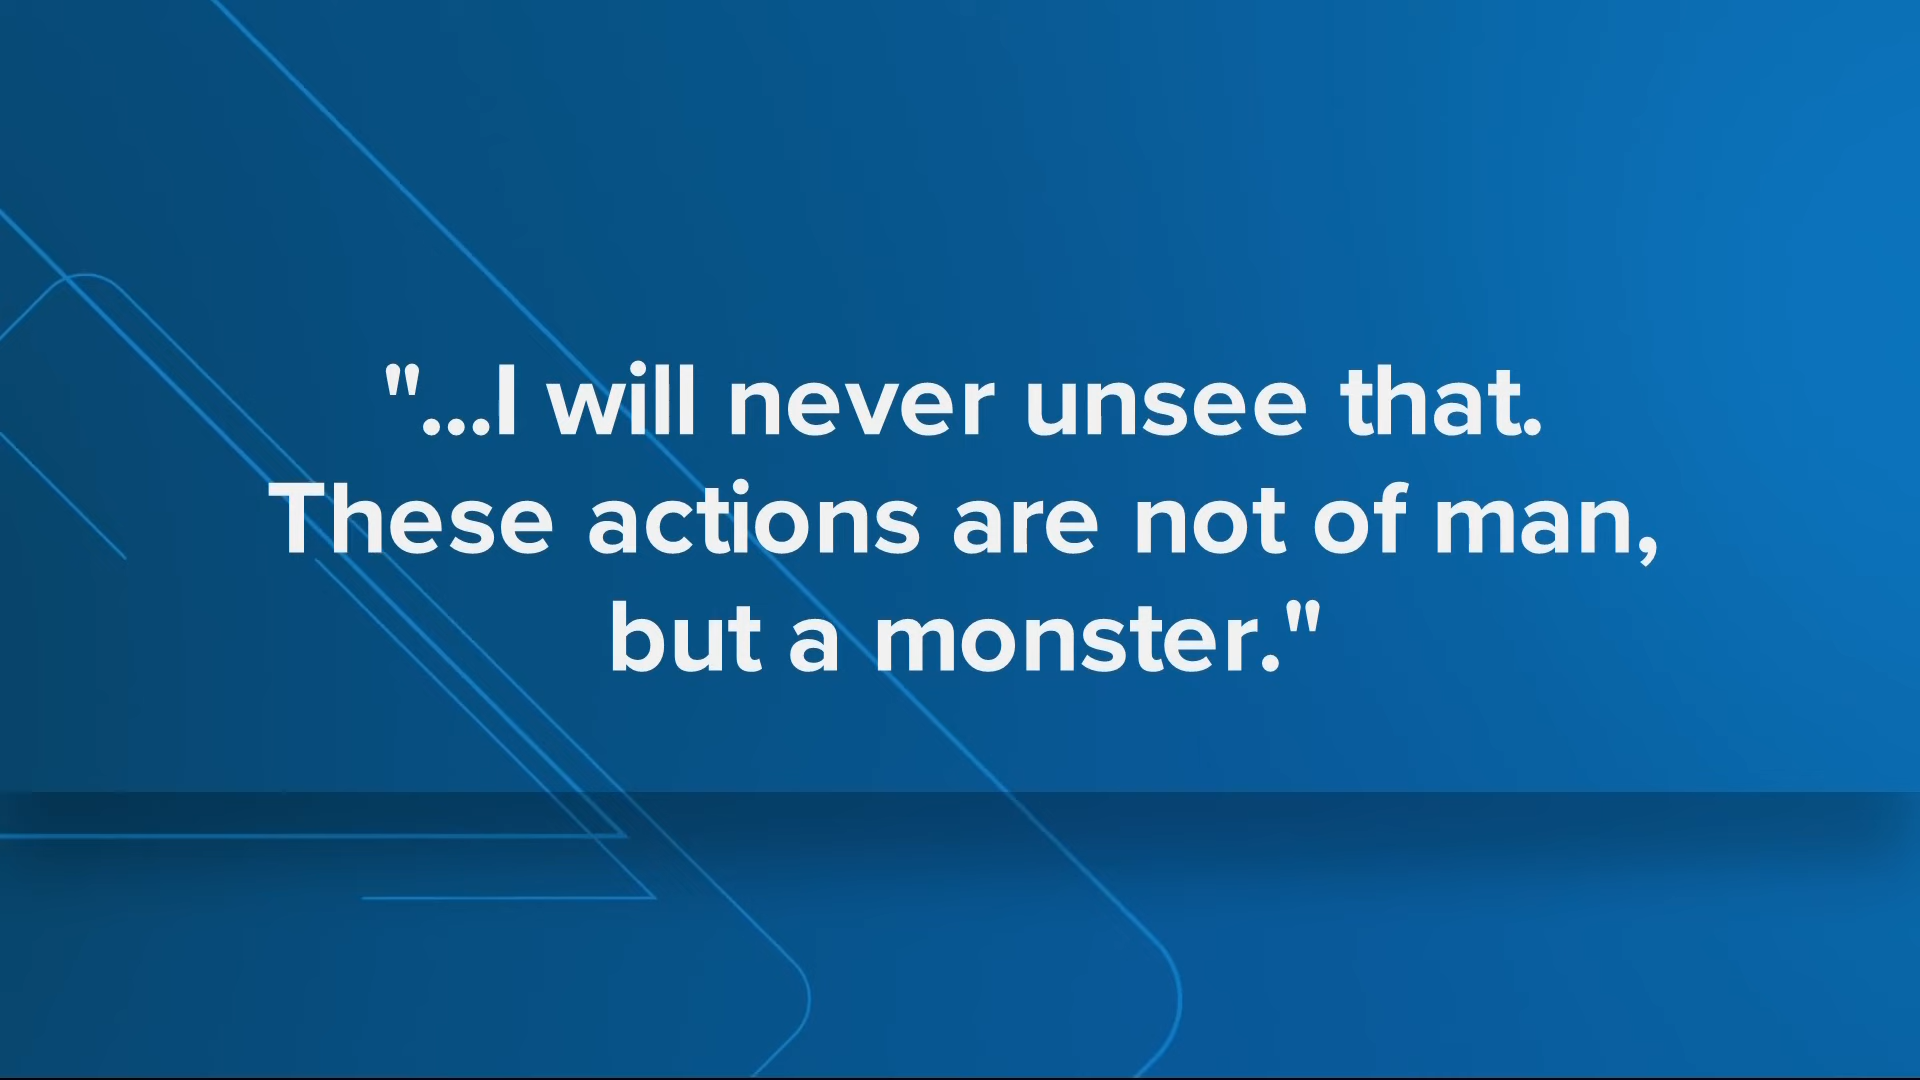 "...I will never unsee that.
These actions are not of man,
but a monster."